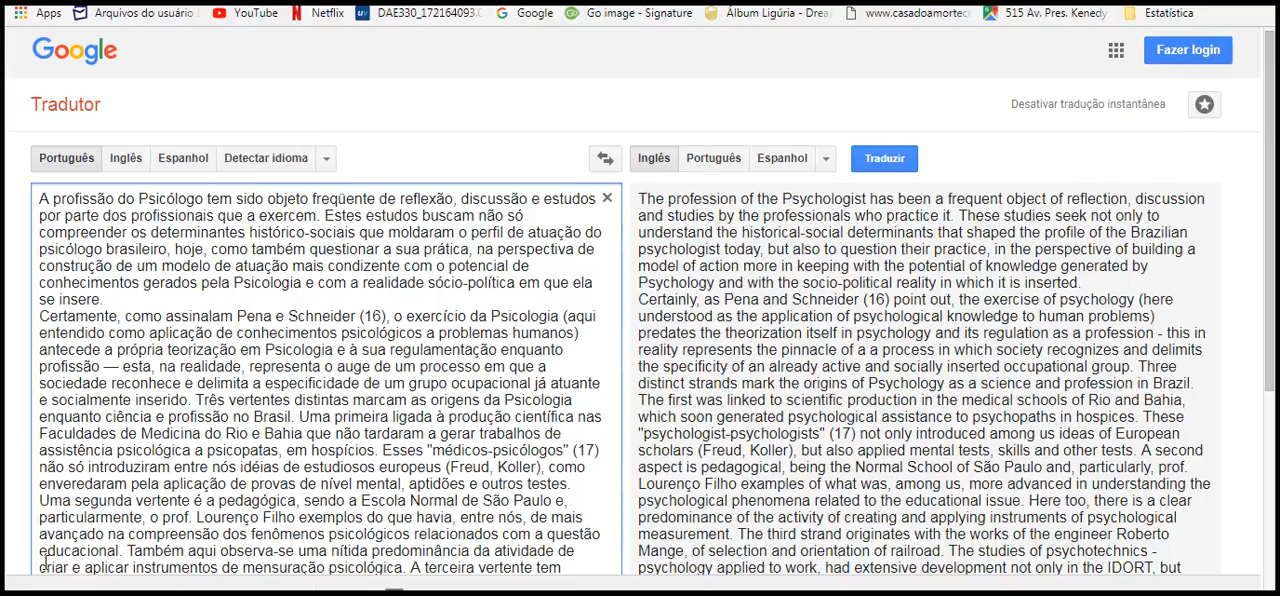 Apps Arquivos do usuário YouTube Netflix DAE330_172164093.0 Google Go image - Signature Álbum Ligúria - Drea www.casadoamortece 515 Av. Pres. Kenedy Estatística
Google
Fazer login
Tradutor
Desativar tradução instantânea
Português Inglês Espanhol Detectar idioma
Inglês Português Espanhol Traduzir
A profissão do Psicólogo tem sido objeto freqüente de reflexão, discussão e estudos
por parte dos profissionais que a exercem. Estes estudos buscam não só
compreender os determinantes histórico-sociais que moldaram o perfil de atuação do
psicólogo brasileiro, hoje, como também questionar a sua prática, na perspectiva de
construção de um modelo de atuação mais condizente com o potencial de
conhecimentos gerados pela Psicologia e com a realidade sócio-política em que ela
se insere.
Certamente, como assinalam Pena e Schneider (16), o exercício da Psicologia (aqui
entendido como aplicação de conhecimentos psicológicos a problemas humanos)
antecede a própria teorização em Psicologia e à sua regulamentação enquanto
profissão — esta, na realidade, representa o auge de um processo em que a
sociedade reconhece e delimita a especificidade de um grupo ocupacional já atuante
e socialmente inserido. Três vertentes distintas marcam as origens da Psicologia
enquanto ciência e profissão no Brasil. Uma primeira ligada à produção científica nas
Faculdades de Medicina do Rio e Bahia que não tardaram a gerar trabalhos de
assistência psicológica a psicopatas, em hospícios. Esses "médicos-psicólogos" (17)
não só introduziram entre nós idéias de estudiosos europeus (Freud, Koller), como
enveredaram pela aplicação de provas de nível mental, aptidões e outros testes.
Uma segunda vertente é a pedagógica, sendo a Escola Normal de São Paulo e,
particularmente, o prof. Lourenço Filho exemplos do que havia, entre nós, de mais
avançado na compreensão dos fenômenos psicológicos relacionados com a questão
educacional. Também aqui observa-se uma nítida predominância da atividade de
criar e aplicar instrumentos de mensuração psicológica. A terceira vertente tem
The profession of the Psychologist has been a frequent object of reflection, discussion
and studies by the professionals who practice it. These studies seek not only to
understand the historical-social determinants that shaped the profile of the Brazilian
psychologist today, but also to question their practice, in the perspective of building a
model of action more in keeping with the potential of knowledge generated by
Psychology and with the socio-political reality in which it is inserted.
Certainly, as Pena and Schneider (16) point out, the exercise of psychology (here
understood as the application of psychological knowledge to human problems)
predates the theorization itself in psychology and its regulation as a profession - this in
reality represents the pinnacle of a a process in which society recognizes and delimits
the specificity of an already active and socially inserted occupational group. Three
distinct strands mark the origins of Psychology as a science and profession in Brazil.
The first was linked to scientific production in the medical schools of Rio and Bahia,
which soon generated psychological assistance to psychopaths in hospices. These
"psychologist-psychologists" (17) not only introduced among us ideas of European
scholars (Freud, Koller), but also applied mental tests, skills and other tests. A second
aspect is pedagogical, being the Normal School of São Paulo and, particularly, prof.
Lourenço Filho examples of what was, among us, more advanced in understanding the
psychological phenomena related to the educational issue. Here too, there is a clear
predominance of the activity of creating and applying instruments of psychological
measurement. The third strand originates with the works of the engineer Roberto
Mange, of selection and orientation of railroad. The studies of psychotechnics -
psychology applied to work, had extensive development not only in the IDORT, but